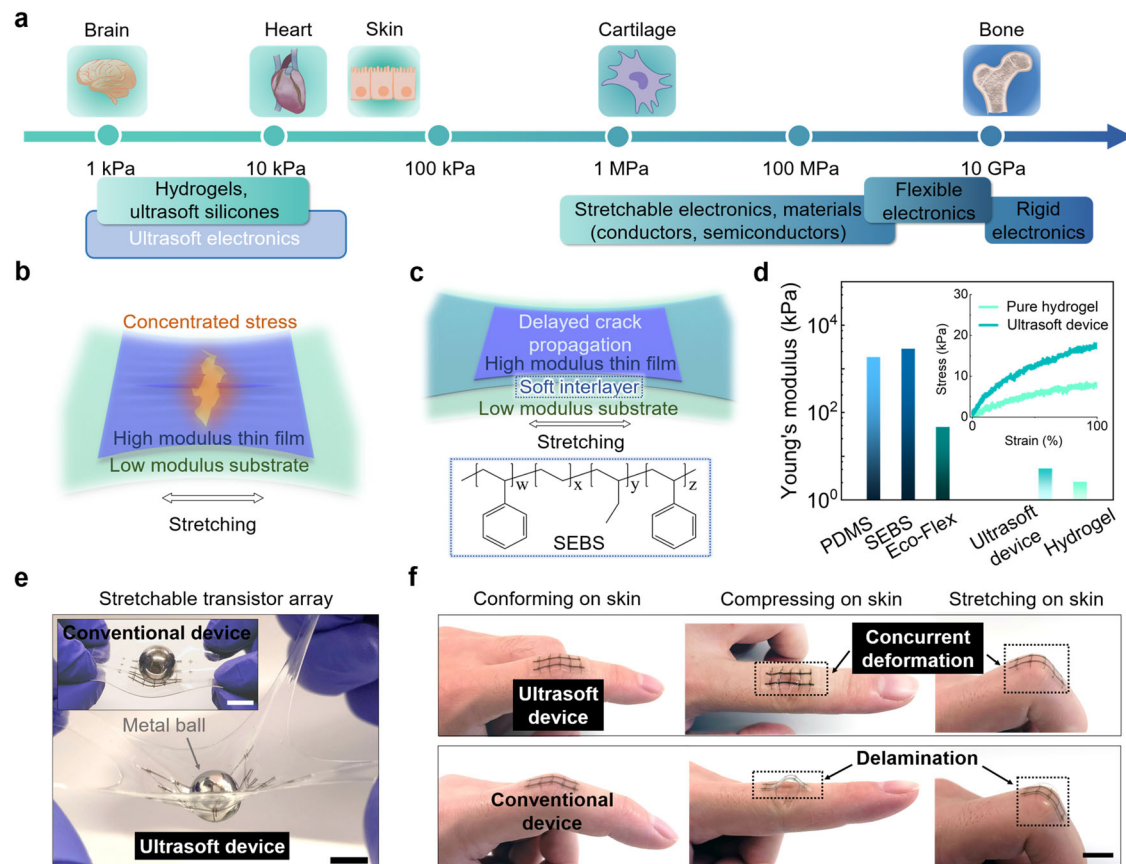 a
Brain
Heart
Skin
Cartilage
Bone
1 kPa
10 kPa
100 kPa
1 MPa
100 MPa
10 GPa
Hydrogels,
ultrasoft silicones
Ultrasoft electronics
Stretchable electronics, materials
(conductors, semiconductors)
Flexible
electronics
Rigid
electronics
b
Concentrated stress
High modulus thin film
Low modulus substrate
Stretching
c
Delayed crack
propagation
High modulus thin film
Soft interlayer
Low modulus substrate
Stretching
w
x
y
z
SEBS
d
Young's modulus (kPa)
10⁴
10²
10⁰
PDMS
SEBS
Eco-Flex
Ultrasoft
device
Hydrogel
Stress (kPa)
30
20
10
0
0
100
Strain (%)
Pure hydrogel
Ultrasoft device
e
Stretchable transistor array
Conventional device
Metal ball
Ultrasoft device
f
Conforming on skin
Compressing on skin
Stretching on skin
Ultrasoft
device
Concurrent
deformation
Conventional
device
Delamination